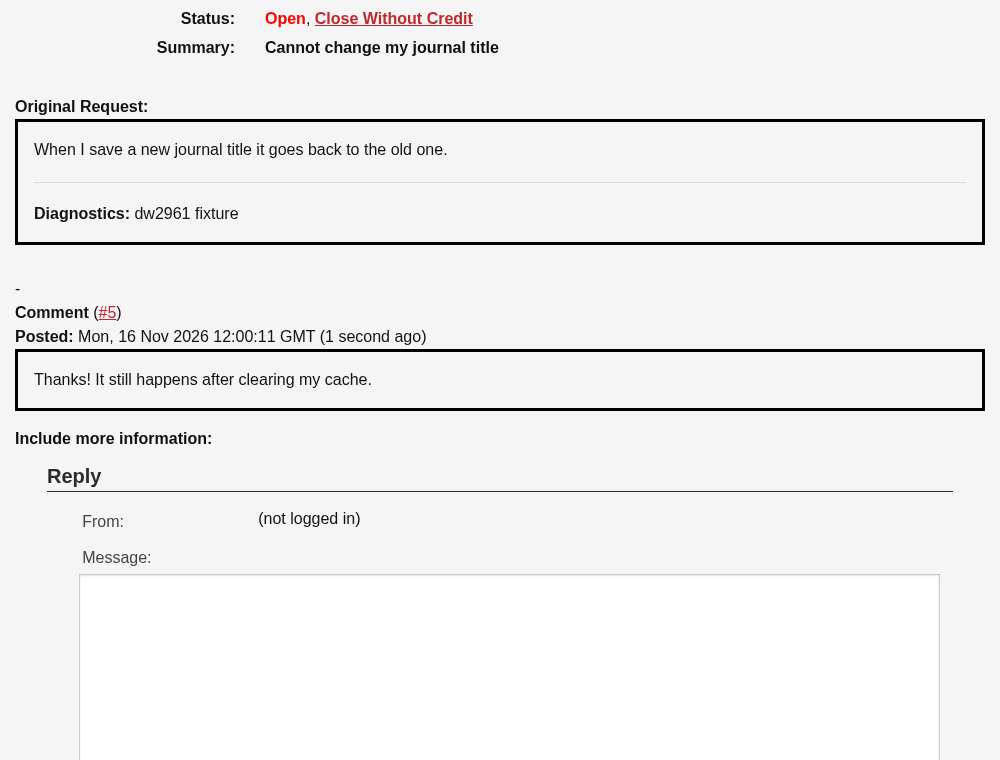 Status: Open, Close Without Credit
Summary: Cannot change my journal title
Original Request:
When I save a new journal title it goes back to the old one.
Diagnostics: dw2961 fixture
-
Comment (#5)
Posted: Mon, 16 Nov 2026 12:00:11 GMT (1 second ago)
Thanks! It still happens after clearing my cache.
Include more information:
Reply
From: (not logged in)
Message: